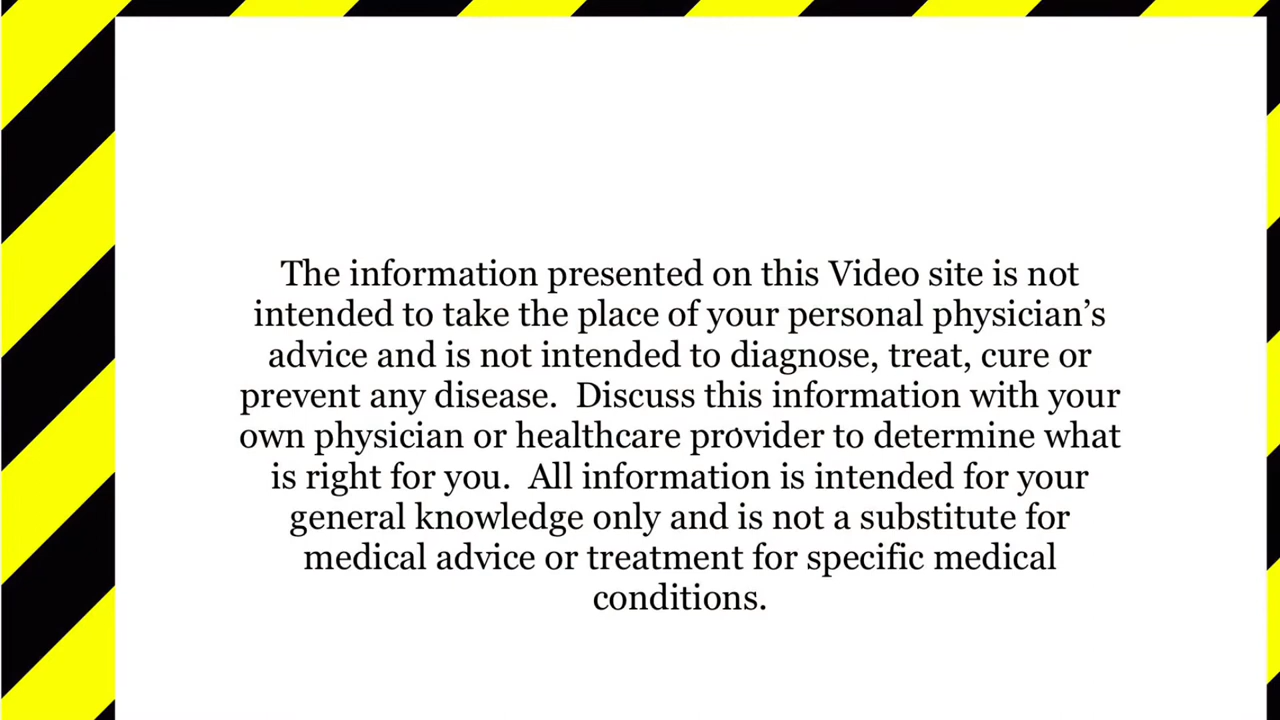 The information presented on this Video site is not
intended to take the place of your personal physician’s
advice and is not intended to diagnose, treat, cure or
prevent any disease.  Discuss this information with your
own physician or healthcare provider to determine what
is right for you.  All information is intended for your
general knowledge only and is not a substitute for
medical advice or treatment for specific medical
conditions.